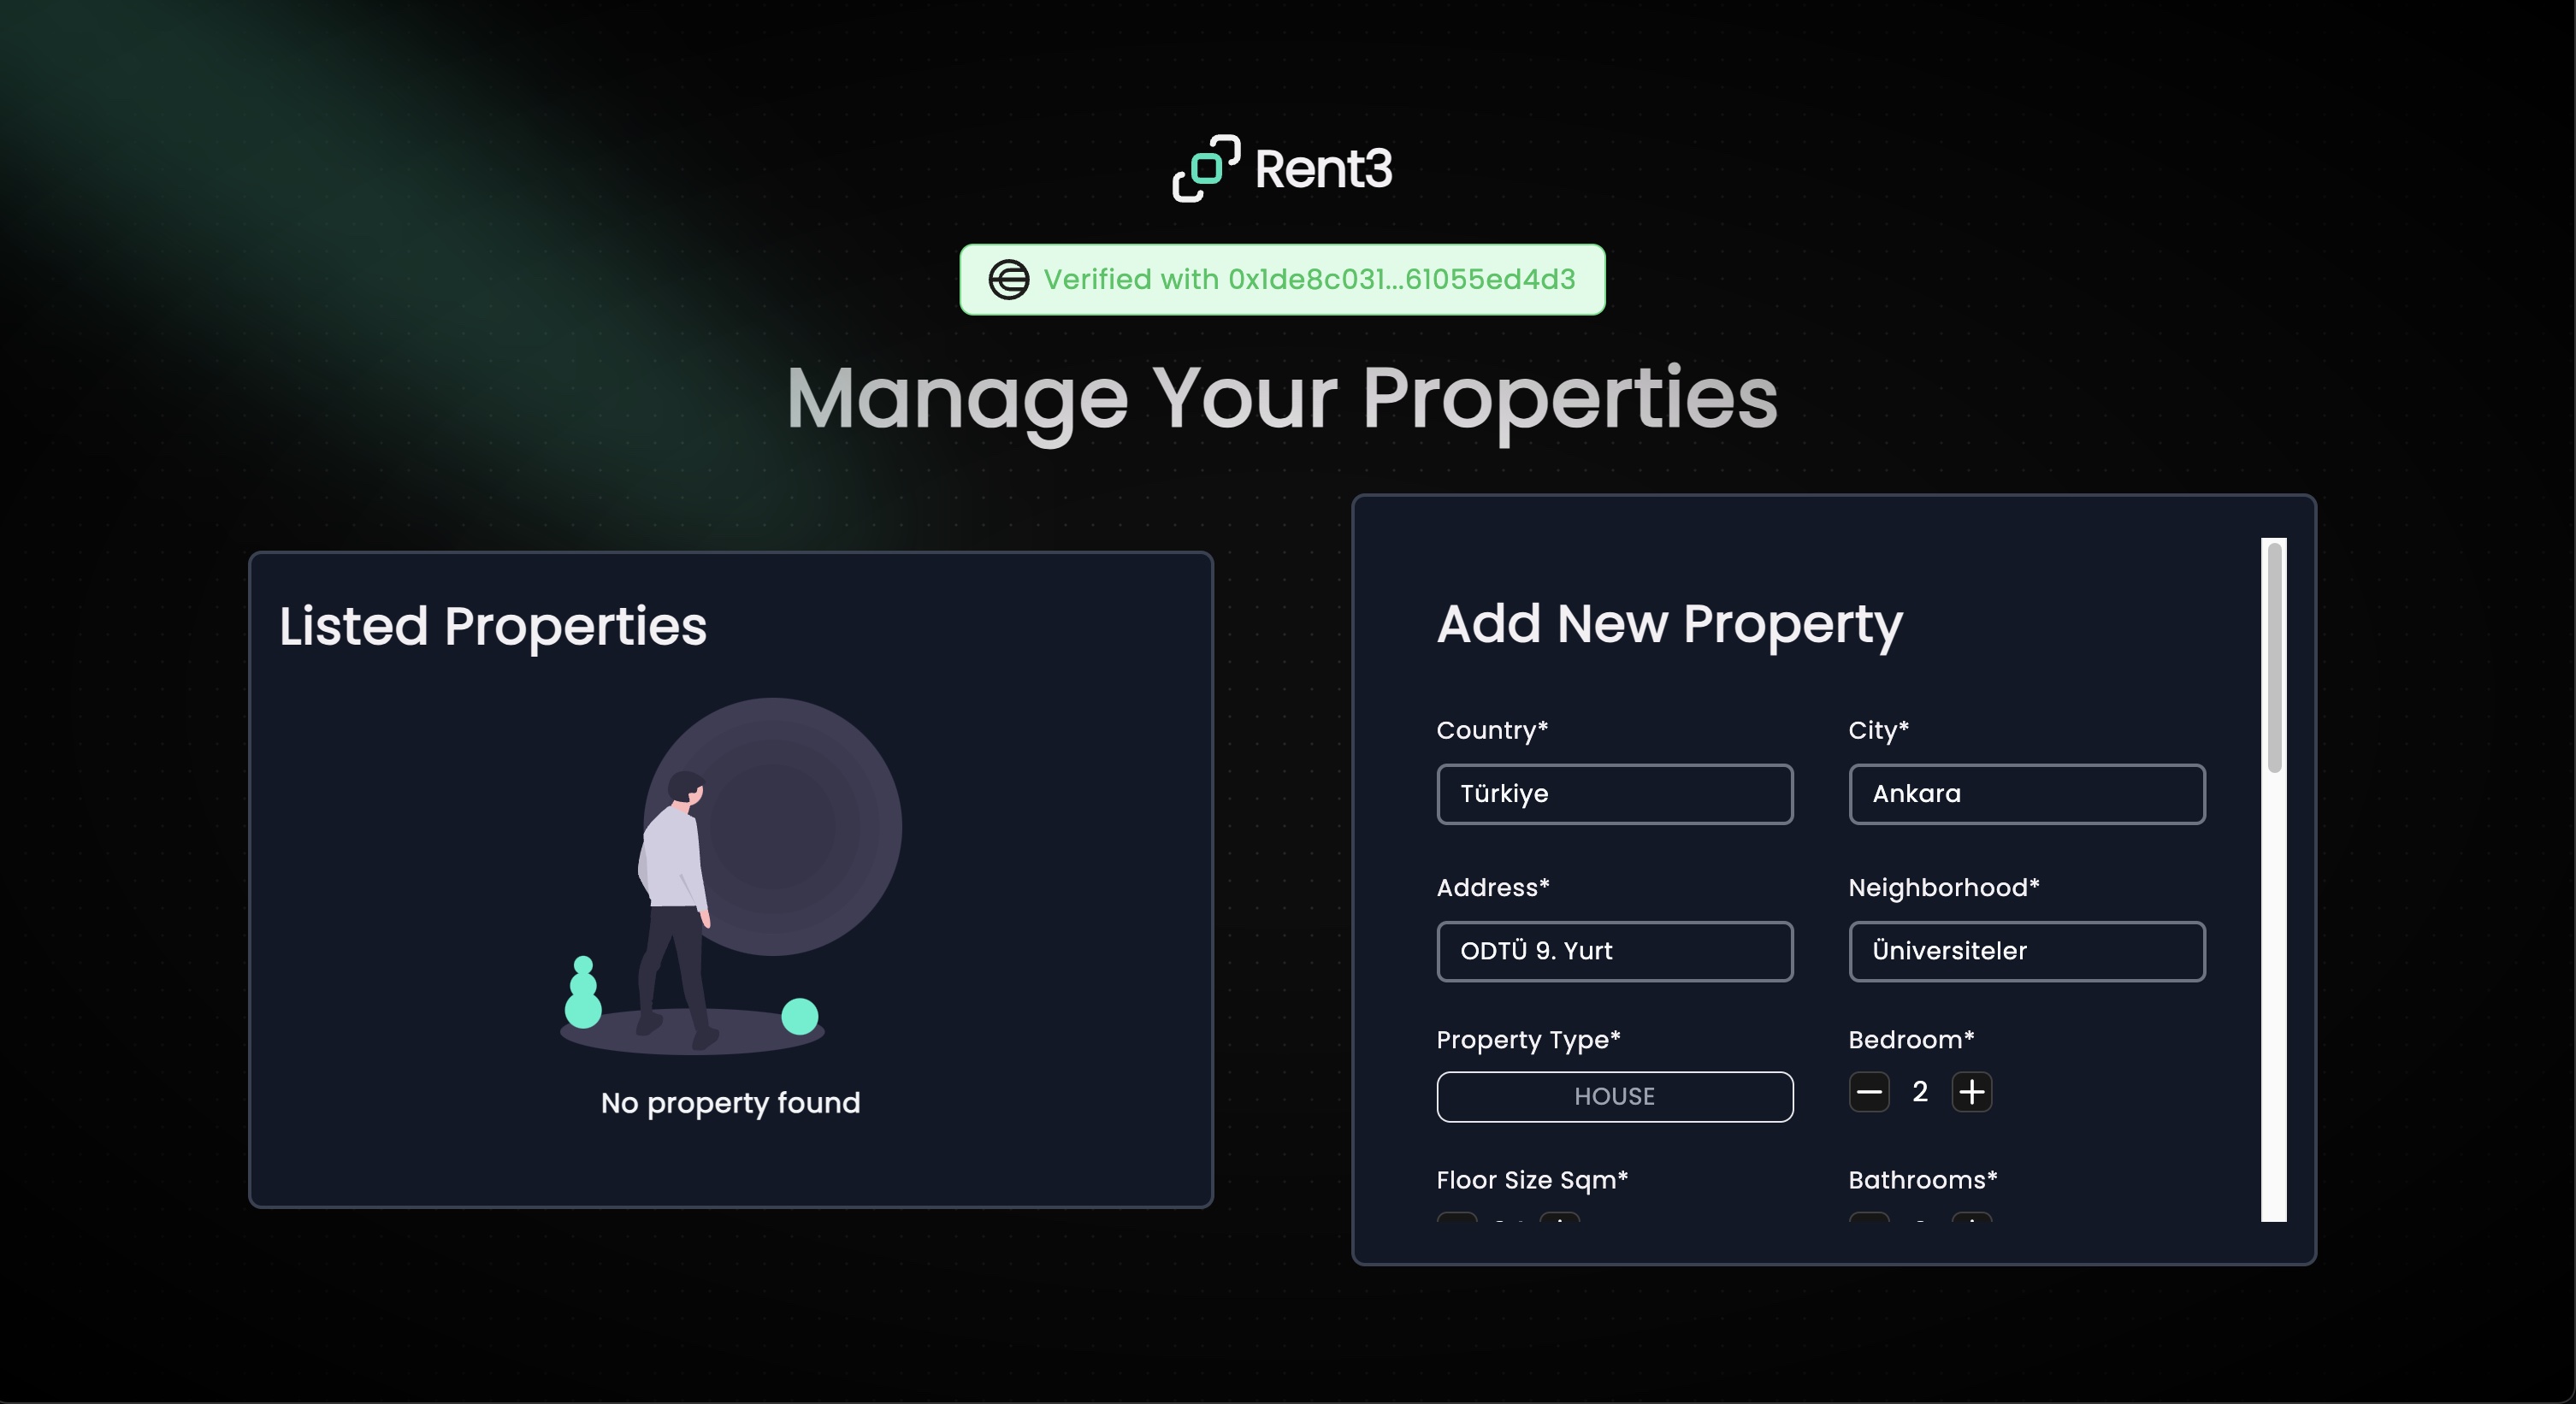 Rent3
Verified with 0x1de8c031...61055ed4d3
Manage Your Properties
Listed Properties
No property found
Add New Property
Country*
City*
Türkiye
Ankara
Address*
Neighborhood*
ODTÜ 9. Yurt
Üniversiteler
Property Type*
Bedroom*
HOUSE
2
Floor Size Sqm*
Bathrooms*